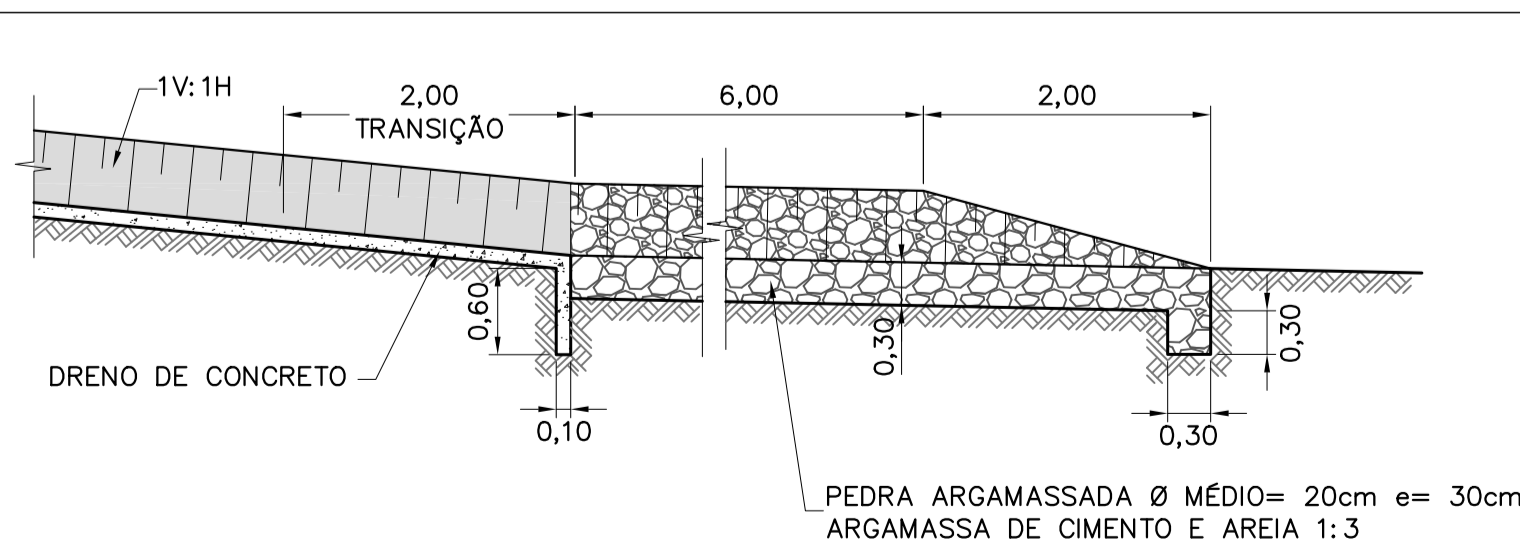 1V:1H
2,00
TRANSIÇÃO
6,00
2,00
0,60
0,30
0,30
DRENO DE CONCRETO
0,10
0,30
PEDRA ARGAMASSADA Ø MÉDIO= 20cm e= 30cm
ARGAMASSA DE CIMENTO E AREIA 1:3